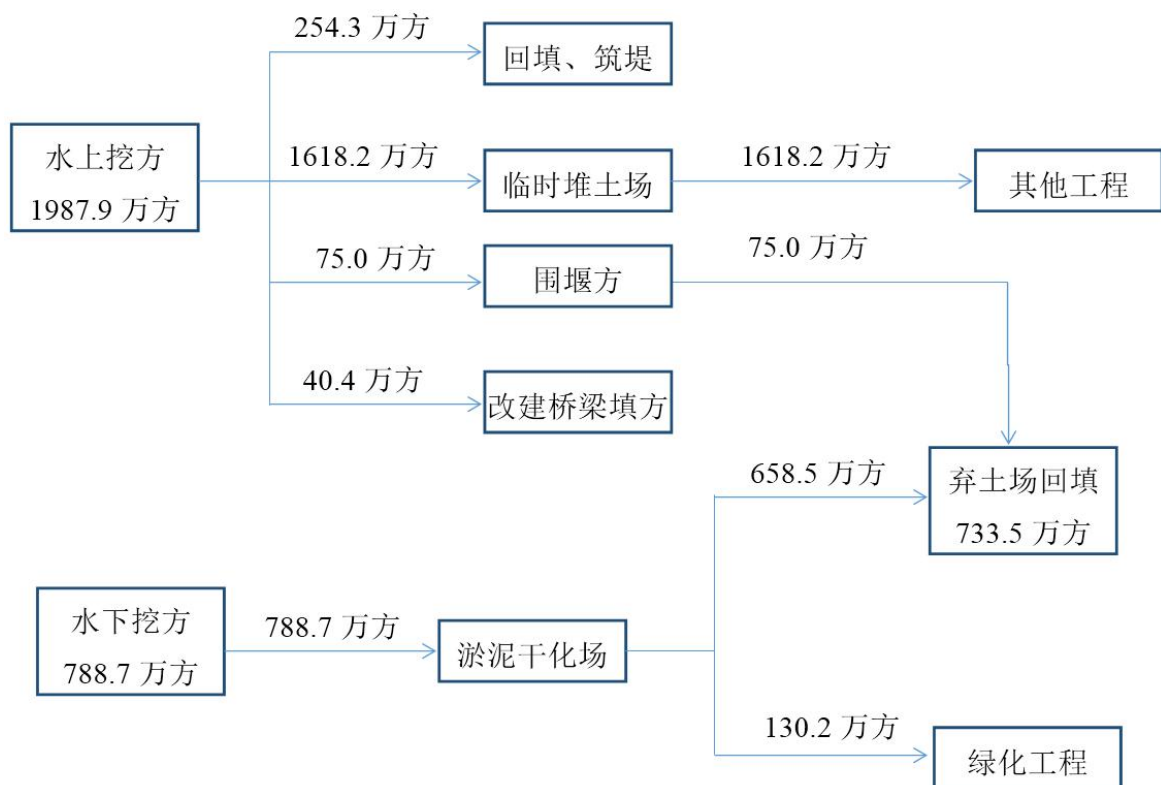 254.3 万方
回填、筑堤
水上挖方
1987.9 万方
1618.2 万方
临时堆土场
1618.2 万方
其他工程
75.0 万方
围堰方
75.0 万方
40.4 万方
改建桥梁填方
658.5 万方
弃土场回填
733.5 万方
水下挖方
788.7 万方
788.7 万方
淤泥干化场
130.2 万方
绿化工程